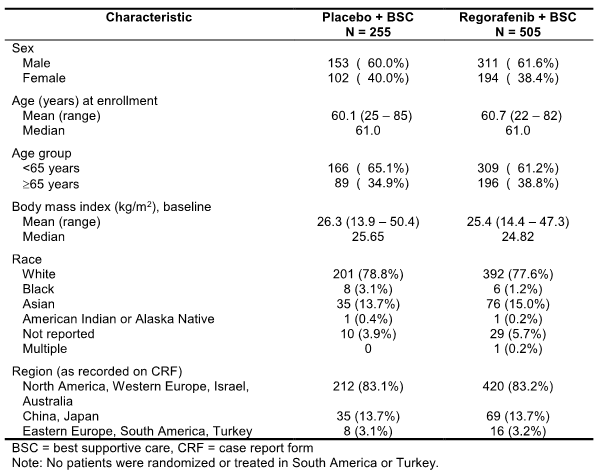 Characteristic Placebo + BSC Regorafenib + BSC
N = 255 N = 505
Sex
Male 153 ( 60.0%) 311 ( 61.6%)
Female 102 ( 40.0%) 194 ( 38.4%)
Age (years) at enrollment
Mean (range) 60.1 (25 – 85) 60.7 (22 – 82)
Median 61.0 61.0
Age group
<65 years 166 ( 65.1%) 309 ( 61.2%)
≥65 years 89 ( 34.9%) 196 ( 38.8%)
Body mass index (kg/m²), baseline
Mean (range) 26.3 (13.9 – 50.4) 25.4 (14.4 – 47.3)
Median 25.65 24.82
Race
White 201 (78.8%) 392 (77.6%)
Black 8 (3.1%) 6 (1.2%)
Asian 35 (13.7%) 76 (15.0%)
American Indian or Alaska Native 1 (0.4%) 1 (0.2%)
Not reported 10 (3.9%) 29 (5.7%)
Multiple 0 1 (0.2%)
Region (as recorded on CRF)
North America, Western Europe, Israel, 212 (83.1%) 420 (83.2%)
Australia
China, Japan 35 (13.7%) 69 (13.7%)
Eastern Europe, South America, Turkey 8 (3.1%) 16 (3.2%)
BSC = best supportive care, CRF = case report form
Note: No patients were randomized or treated in South America or Turkey.